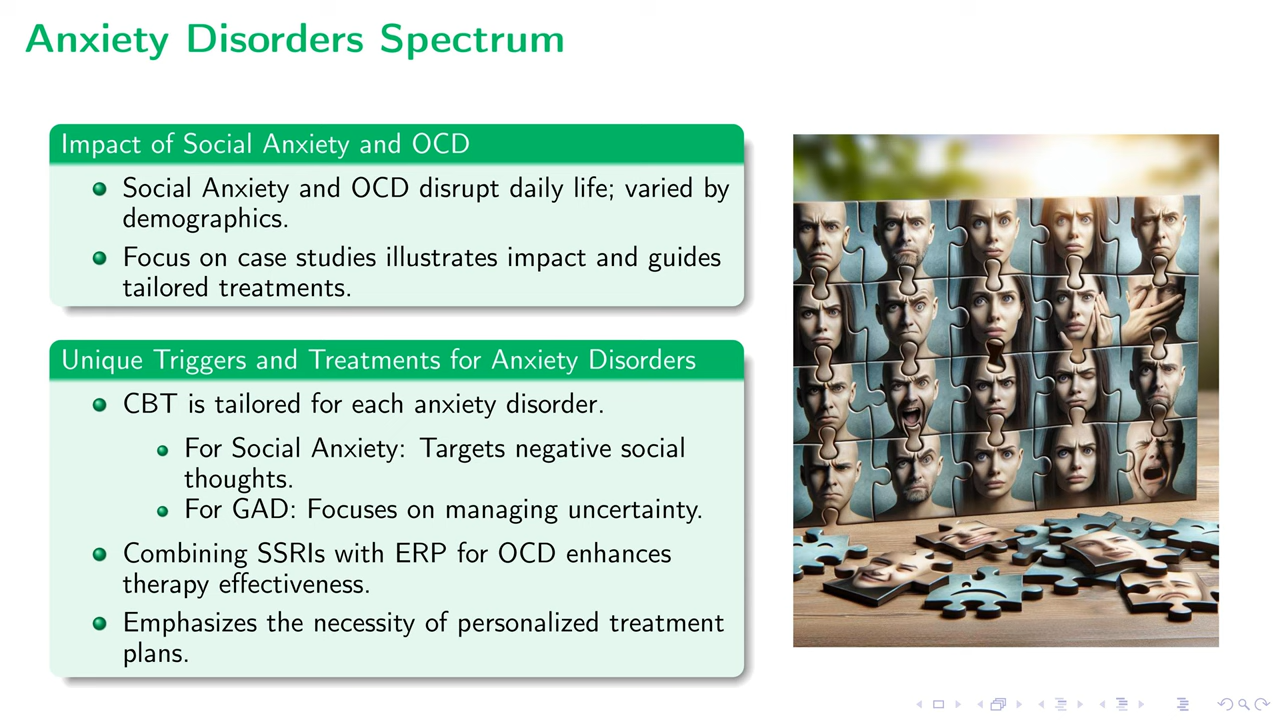 Anxiety Disorders Spectrum
Impact of Social Anxiety and OCD
Social Anxiety and OCD disrupt daily life; varied by
demographics.
Focus on case studies illustrates impact and guides
tailored treatments.
Unique Triggers and Treatments for Anxiety Disorders
CBT is tailored for each anxiety disorder.
For Social Anxiety: Targets negative social
thoughts.
For GAD: Focuses on managing uncertainty.
Combining SSRIs with ERP for OCD enhances
therapy effectiveness.
Emphasizes the necessity of personalized treatment
plans.